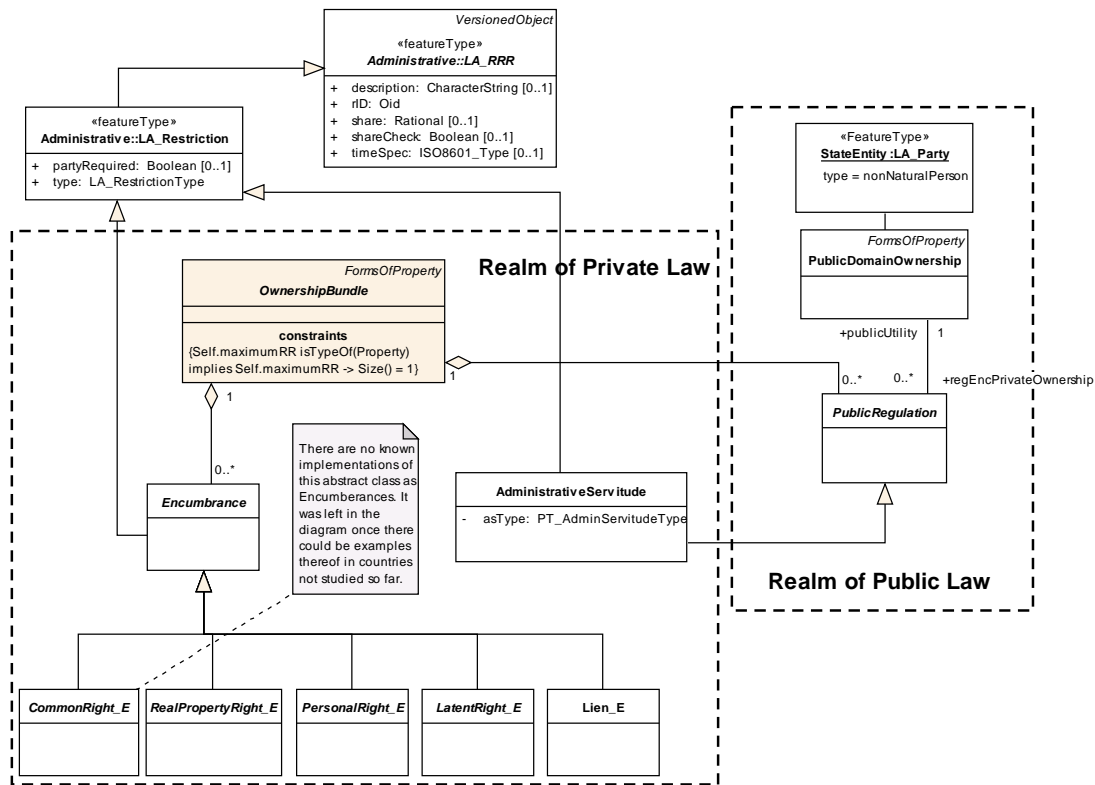 VersionedObject
«featureType»
Administrative::LA_RRR
+ description: CharacterString [0..1]
+ rID: Oid
+ share: Rational [0..1]
+ shareCheck: Boolean [0..1]
+ timeSpec: ISO8601_Type [0..1]
«featureType»
Administrative::LA_Restriction
+ partyRequired: Boolean [0..1]
+ type: LA_RestrictionType
«FeatureType»
StateEntity :LA_Party
type = nonNaturalPerson
FormsOfProperty
PublicDomainOwnership
Realm of Private Law
FormsOfProperty
OwnershipBundle
constraints
{Self.maximumRR isTypeOf(Property)
implies Self.maximumRR -> Size() = 1}
+publicUtility 1
1
0..* 0..* +regEncPrivateOwnership
1
PublicRegulation
There are no known
implementations of
this abstract class as
Encumberances. It
was left in the
diagram once there
could be examples
thereof in countries
not studied so far.
0..*
Encumbrance
AdministrativeServitude
- asType: PT_AdminServitudeType
Realm of Public Law
CommonRight_E
RealPropertyRight_E
PersonalRight_E
LatentRight_E
Lien_E